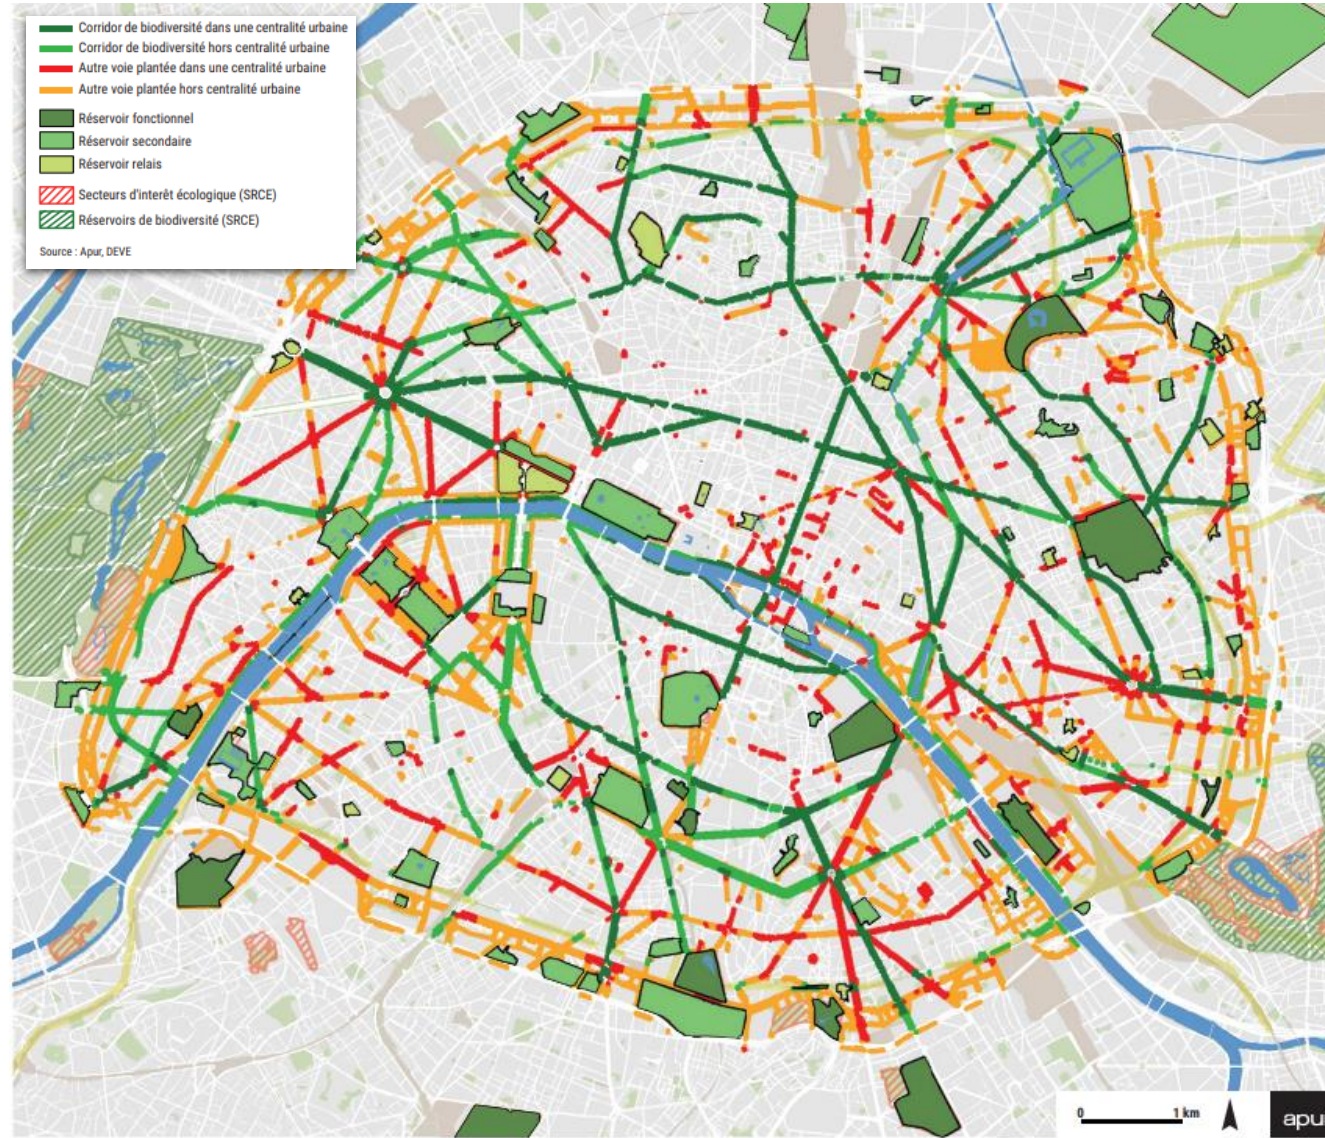 Corridor de biodiversité dans une centralité urbaine
Corridor de biodiversité hors centralité urbaine
Autre voie plantée dans une centralité urbaine
Autre voie plantée hors centralité urbaine
Réservoir fonctionnel
Réservoir secondaire
Réservoir relais
Secteurs d'interêt écologique (SRCE)
Réservoirs de biodiversité (SRCE)
Source : Apur, DEVE
0 1 km
apur